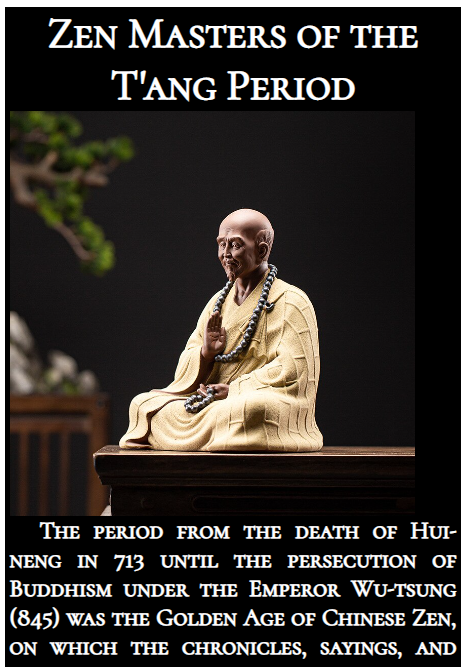 Zen Masters of the
T'ang Period
The period from the death of Hui-
neng in 713 until the persecution of
Buddhism under the Emperor Wu-tsung
(845) was the Golden Age of Chinese Zen,
on which the chronicles, sayings, and